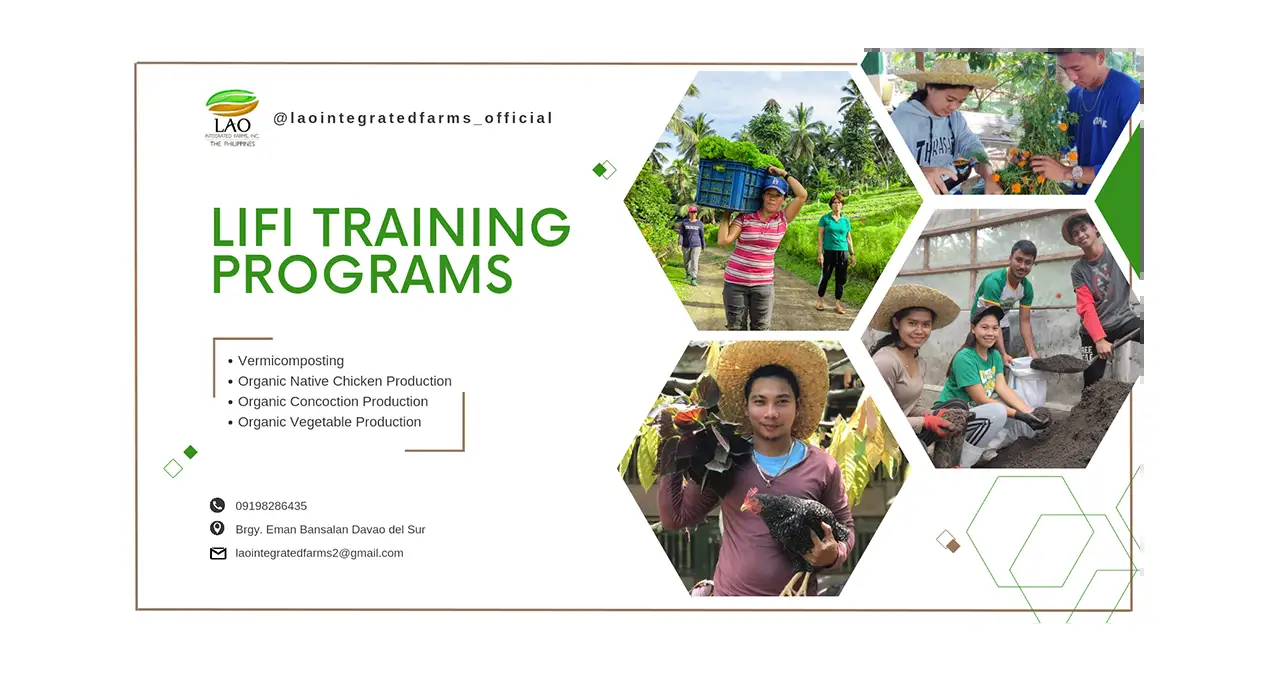 LAO
INTEGRATED FARMS, INC.
THE PHILIPPINES
@laointegratedfarms_official
LIFI TRAINING
PROGRAMS
• Vermicomposting
• Organic Native Chicken Production
• Organic Concoction Production
• Organic Vegetable Production
09198286435
Brgy. Eman Bansalan Davao del Sur
laointegratedfarms2@gmail.com